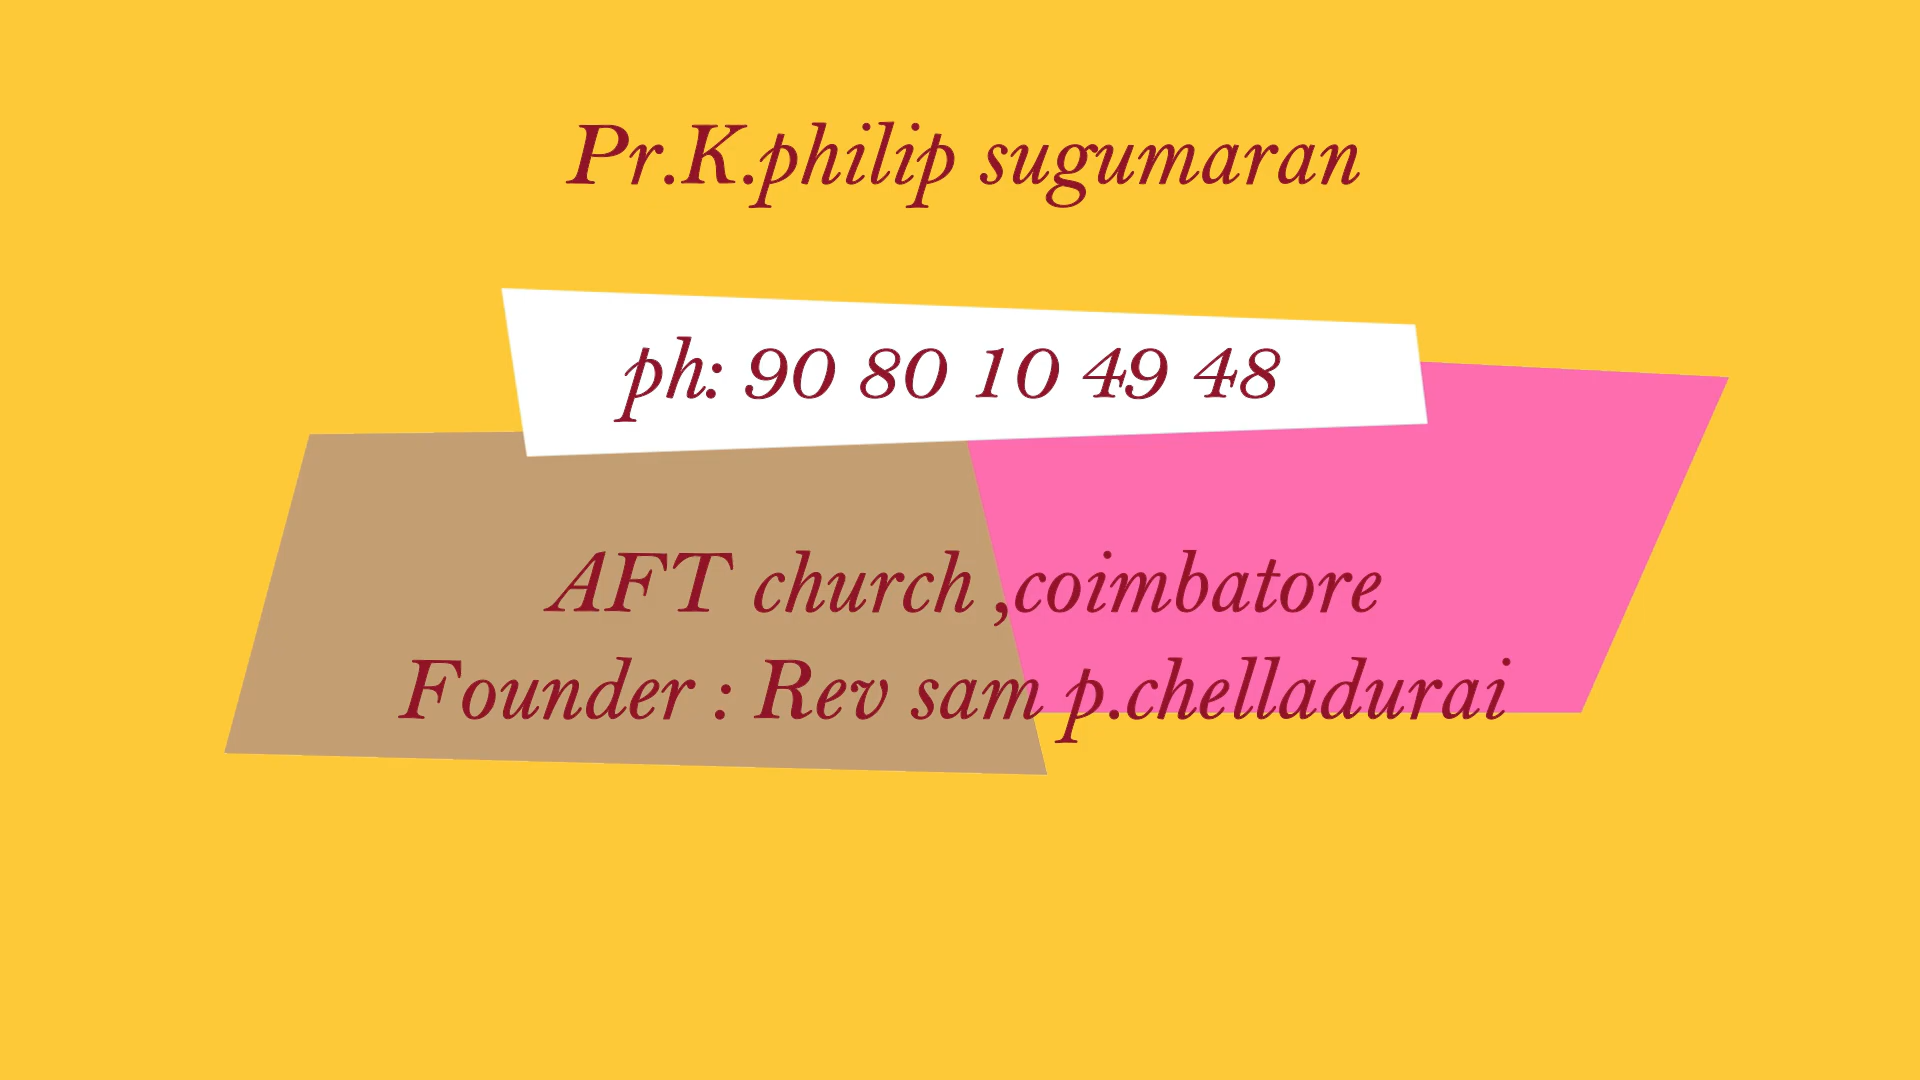 Pr.K.philip sugumaran
ph: 90 80 10 49 48
AFT church ,coimbatore
Founder : Rev sam p.chelladurai